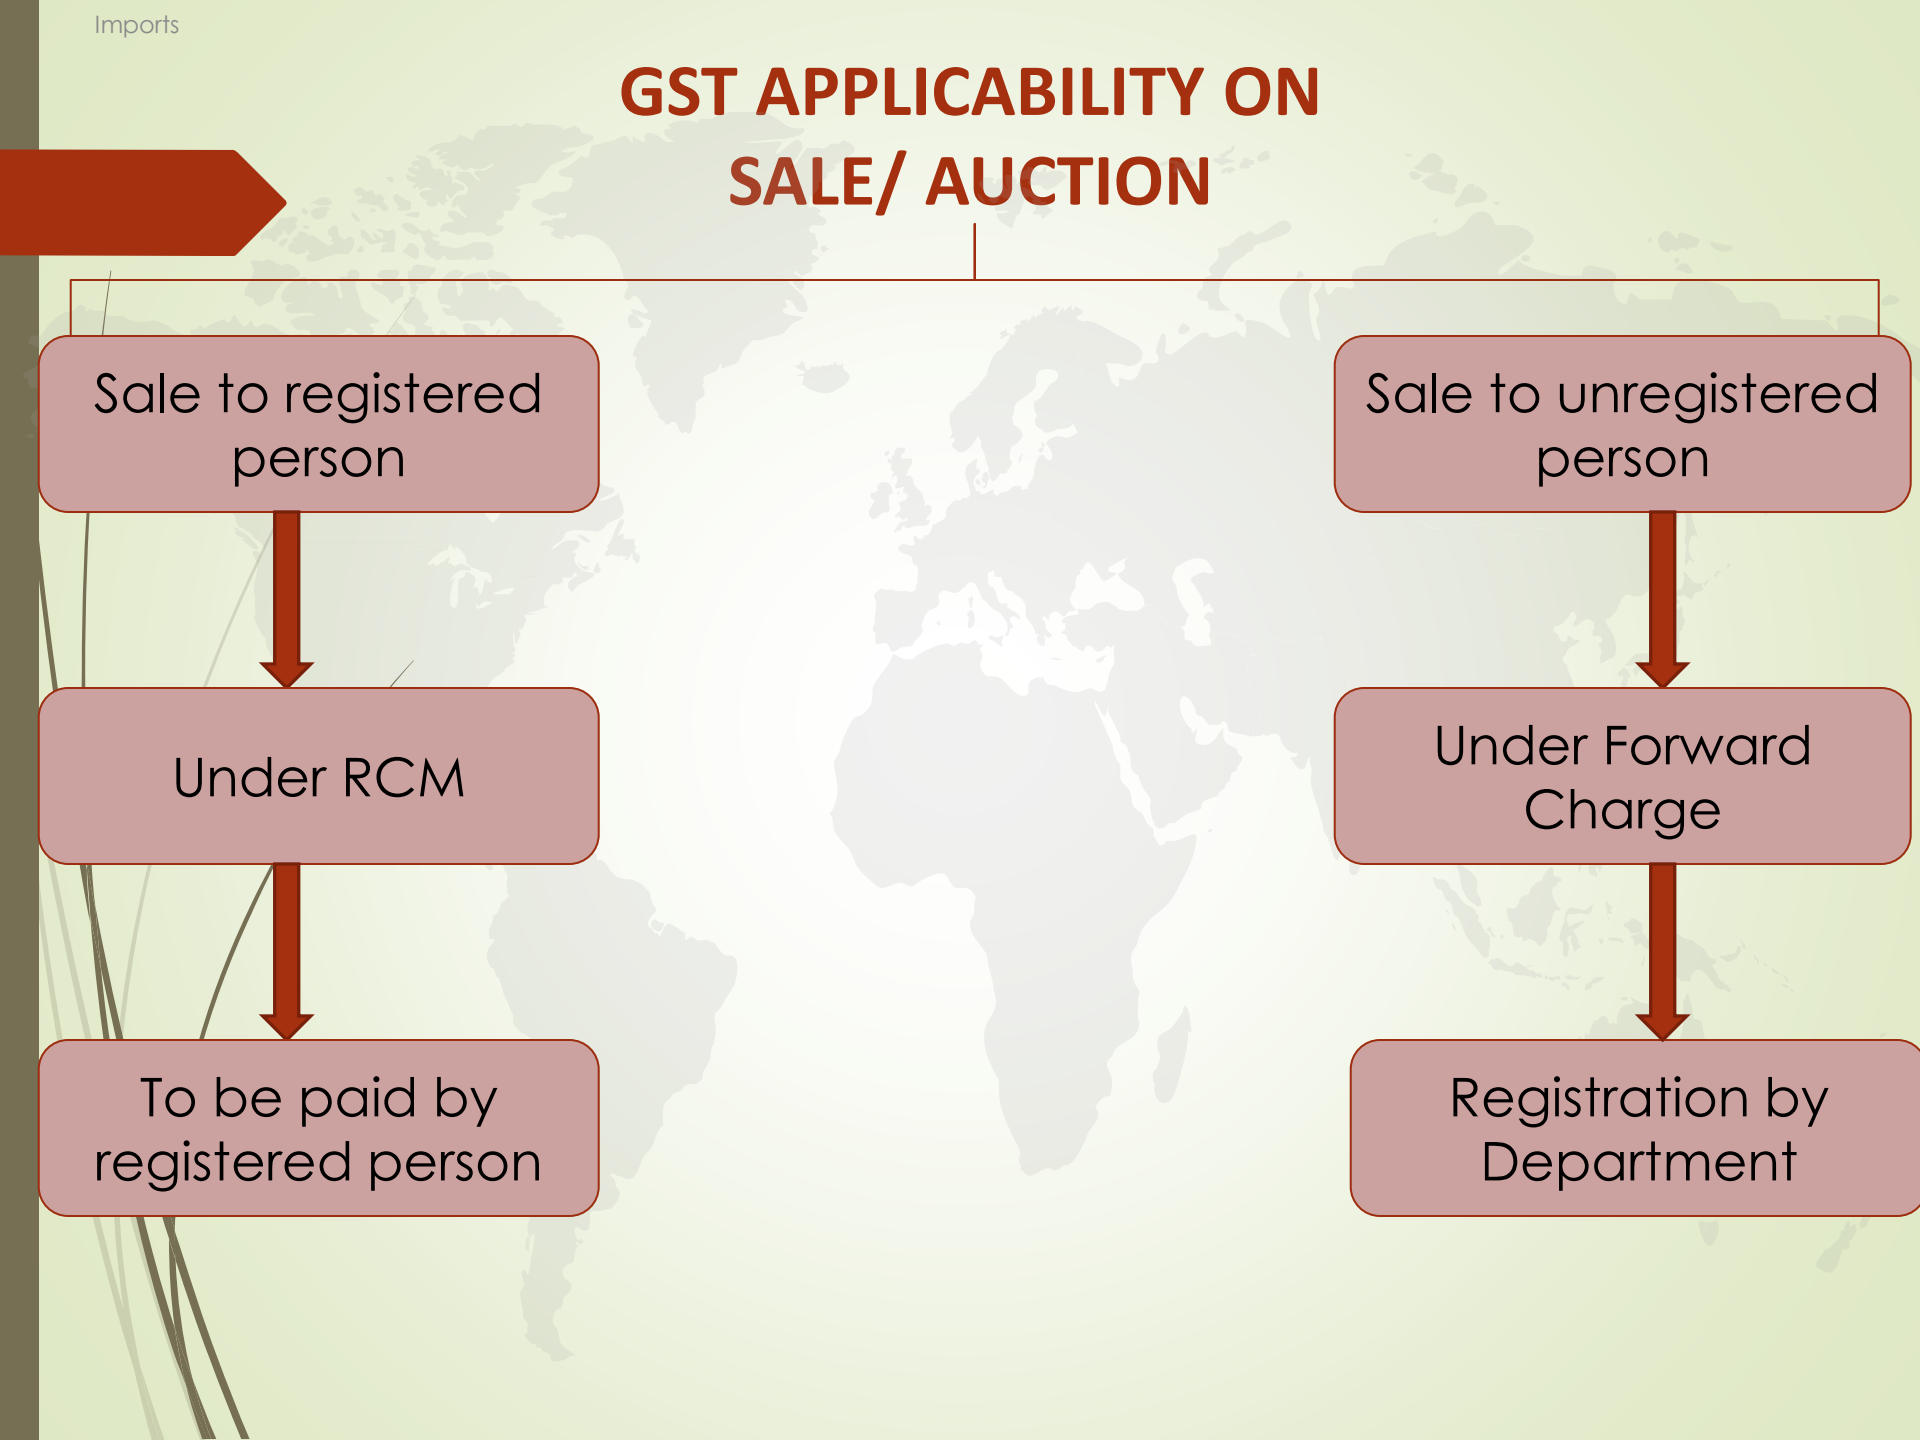 Imports
GST APPLICABILITY ON
SALE/ AUCTION
Sale to registered
person
Sale to unregistered
person
Under RCM
Under Forward
Charge
To be paid by
registered person
Registration by
Department